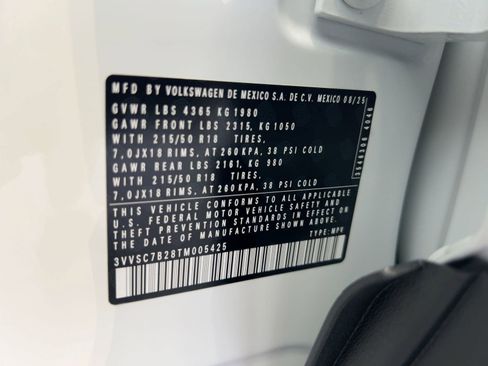 MFD BY VOLKSWAGEN DE MEXICO S.A. DE C.V. MEXICO 08/25
GVWR LBS 4365 KG 1980
GAWR FRONT LBS 2315, KG 1050
WITH 215/50 R18 TIRES,
7,0JX18 RIMS, AT 260 KPA, 38 PSI COLD
GAWR REAR LBS 2161, KG 980
WITH 215/50 R18 TIRES,
7,0JX18 RIMS, AT 260 KPA, 38 PSI COLD
THIS VEHICLE CONFORMS TO ALL APPLICABLE
U.S. FEDERAL MOTOR VEHICLE SAFETY AND
THEFT PREVENTION STANDARDS IN EFFECT
ON THE DATE OF MANUFACTURE SHOWN ABOVE
3VVSC7B28TM005425 TYPE: MPV